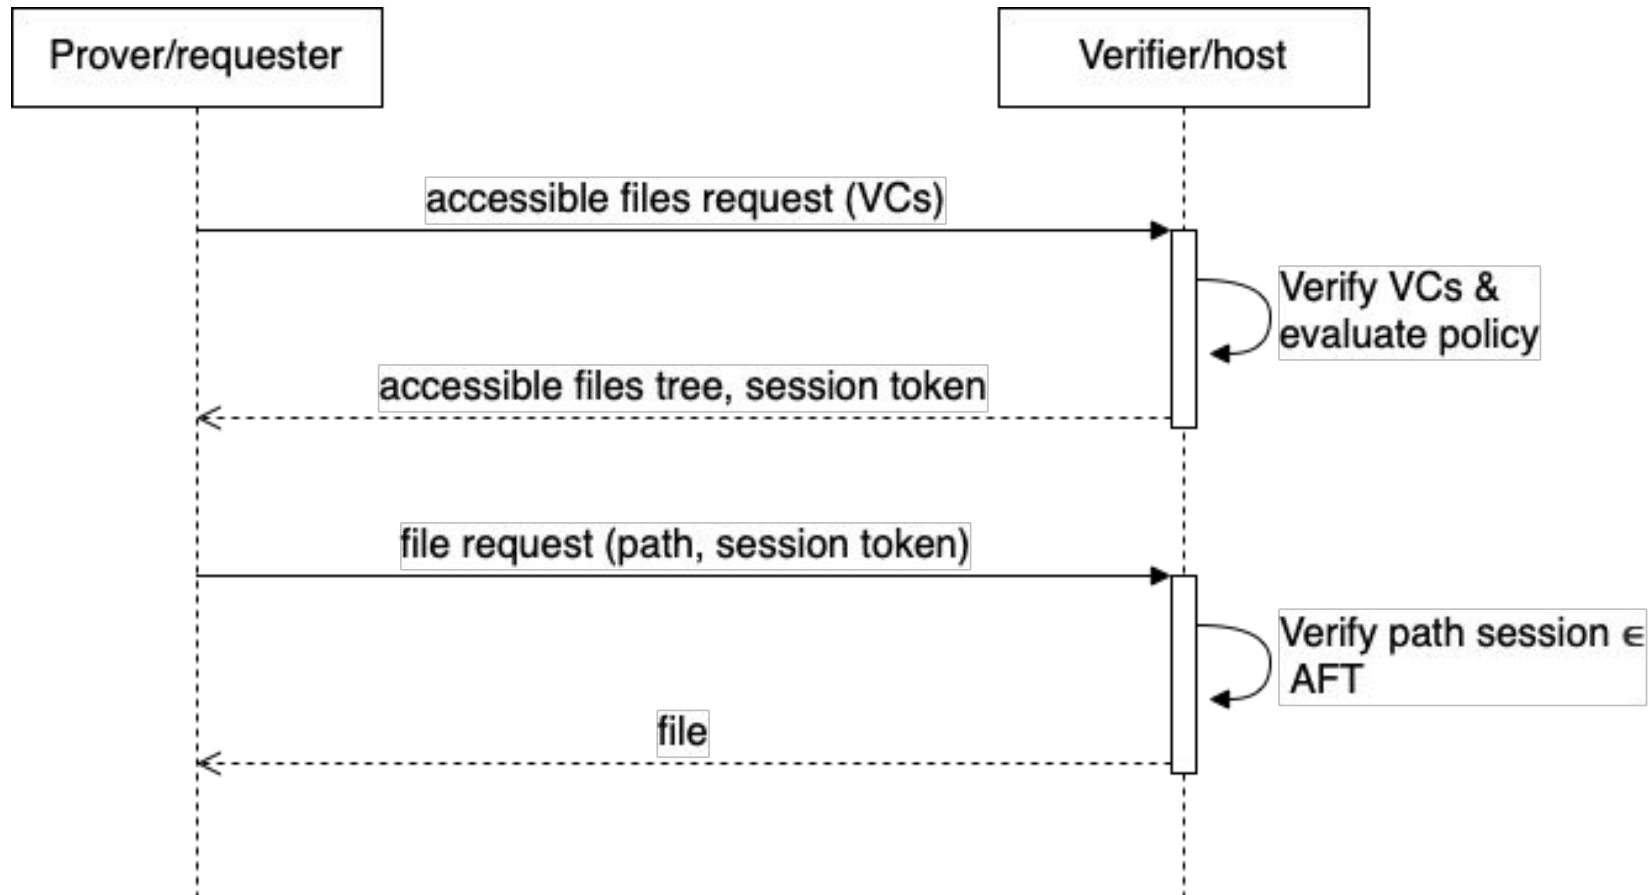 Prover/requester
Verifier/host
accessible files request (VCs)
Verify VCs &
evaluate policy
accessible files tree, session token
file request (path, session token)
Verify path session ∈
AFT
file